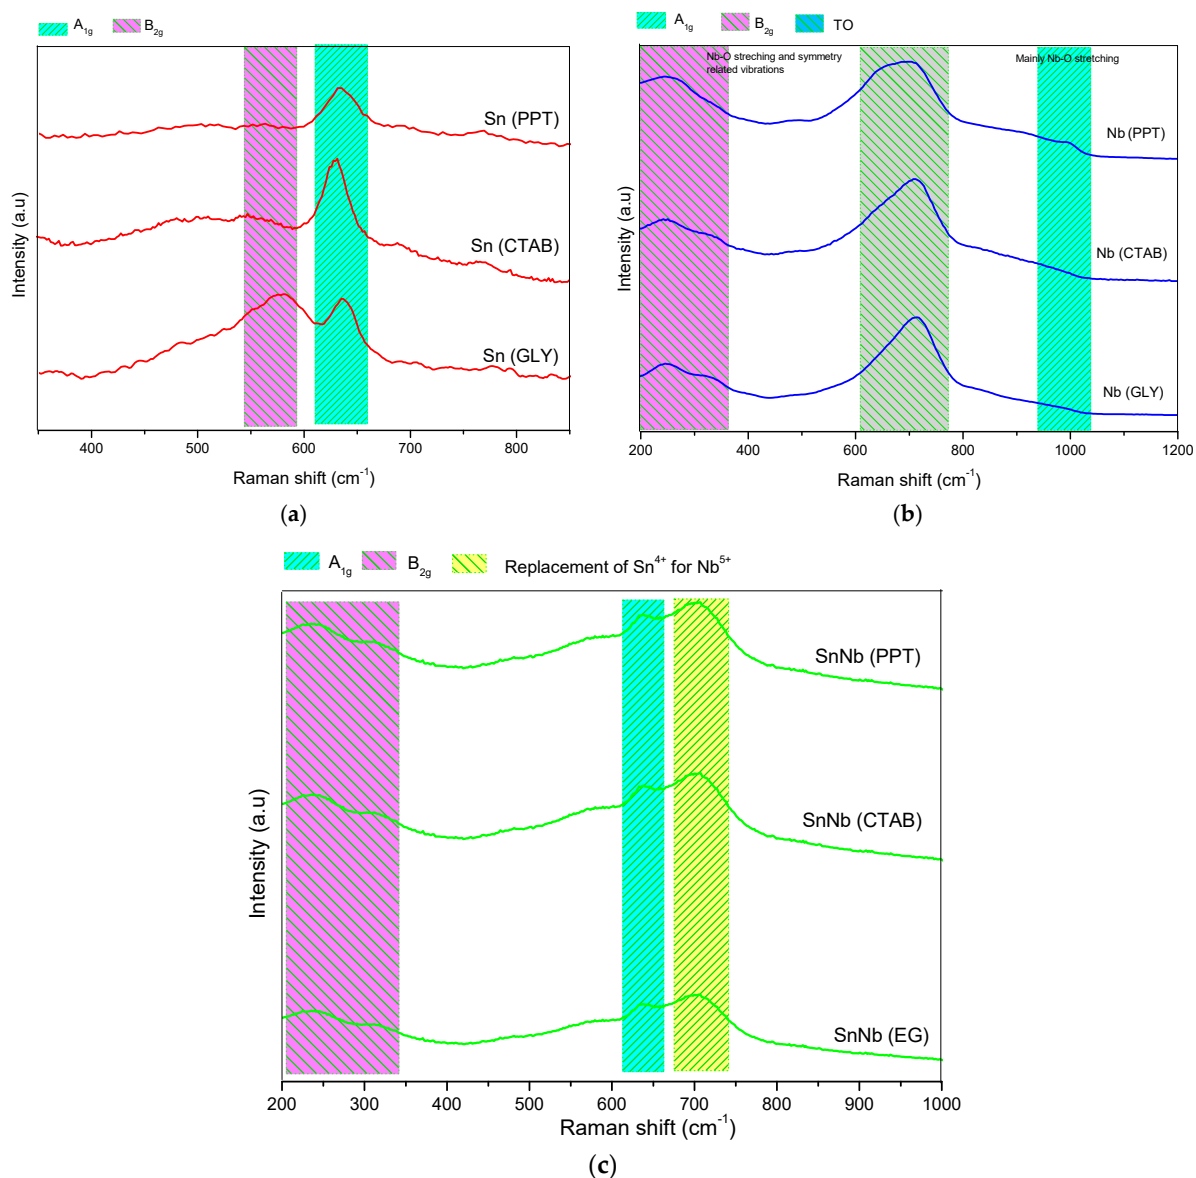 A1g B2g
Sn (PPT)
Sn (CTAB)
Sn (GLY)
Intensity (a.u)
400 500 600 700 800
Raman shift (cm-1)
(a)
A1g B2g TO
Nb-O streching and symmetry
related vibrations
Mainly Nb-O stretching
Nb (PPT)
Nb (CTAB)
Nb (GLY)
Intensity (a.u)
200 400 600 800 1000 1200
Raman shift (cm-1)
(b)
A1g B2g Replacement of Sn4+ for Nb5+
SnNb (PPT)
SnNb (CTAB)
SnNb (EG)
Intensity (a.u)
200 300 400 500 600 700 800 900 1000
Raman shift (cm-1)
(c)